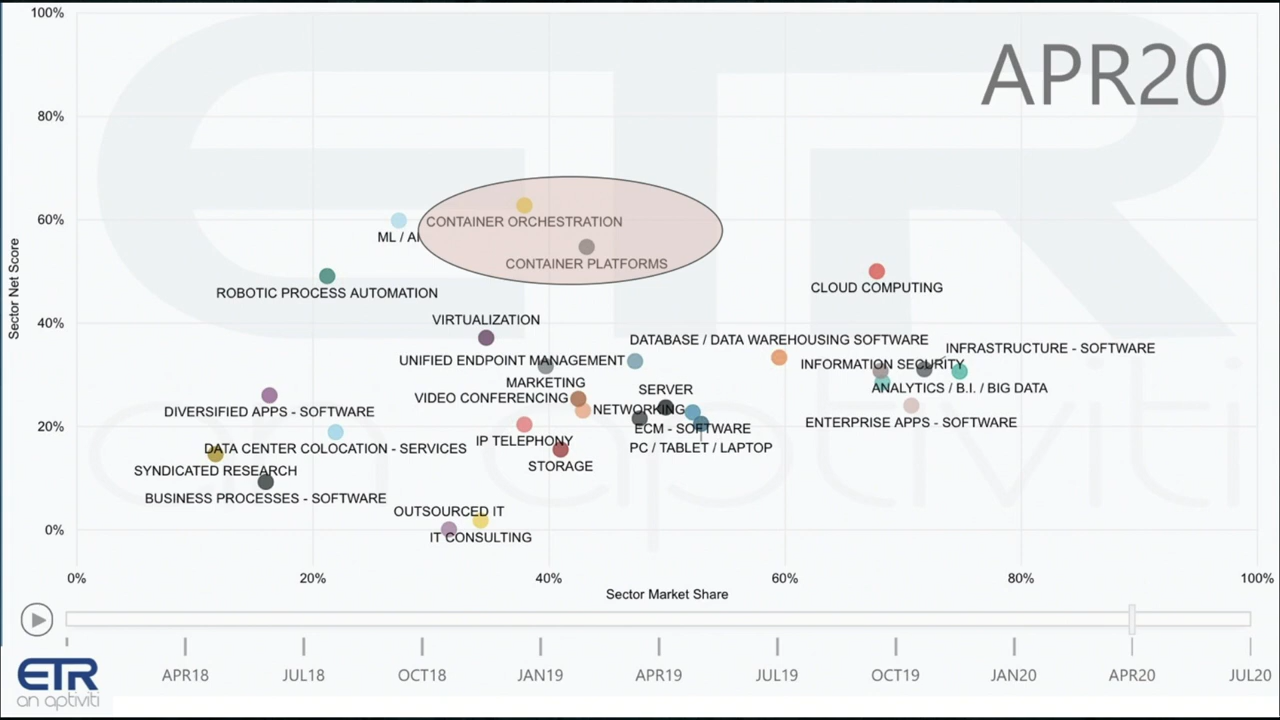 100%
APR20
80%
60%
CONTAINER ORCHESTRATION
ML / AI
CONTAINER PLATFORMS
CLOUD COMPUTING
ROBOTIC PROCESS AUTOMATION
Sector Net Score
40%
VIRTUALIZATION
DATABASE / DATA WAREHOUSING SOFTWARE
INFRASTRUCTURE - SOFTWARE
UNIFIED ENDPOINT MANAGEMENT
INFORMATION SECURITY
MARKETING
SERVER
ANALYTICS / B.I. / BIG DATA
VIDEO CONFERENCING
NETWORKING
DIVERSIFIED APPS - SOFTWARE
ENTERPRISE APPS - SOFTWARE
20%
ECM - SOFTWARE
IP TELEPHONY
DATA CENTER COLOCATION - SERVICES
PC / TABLET / LAPTOP
STORAGE
SYNDICATED RESEARCH
BUSINESS PROCESSES - SOFTWARE
OUTSOURCED IT
0%
IT CONSULTING
0% 20% 40% 60% 80% 100%
Sector Market Share
APR18 JUL18 OCT18 JAN19 APR19 JUL19 OCT19 JAN20 APR20 JUL20
ETR
an aptiviti
ETR
an aptiviti